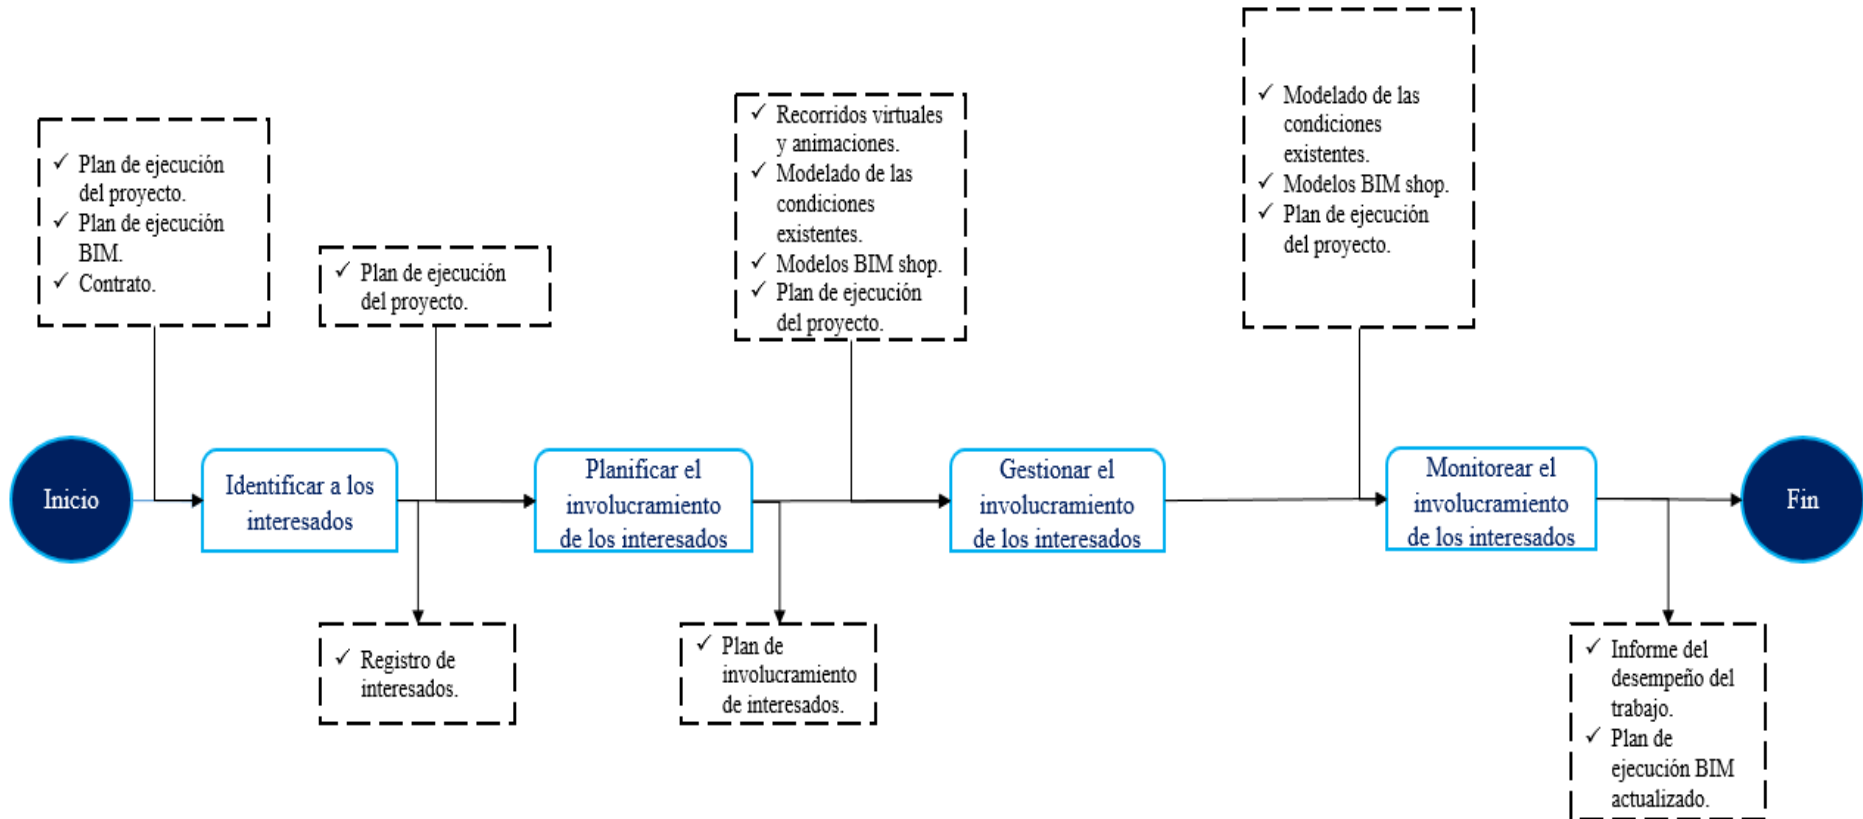 ✓ Plan de ejecución
del proyecto.
✓ Plan de ejecución
BIM.
✓ Contrato.
✓ Plan de ejecución
del proyecto.
✓ Recorridos virtuales
y animaciones.
✓ Modelado de las
condiciones
existentes.
✓ Modelos BIM shop.
✓ Plan de ejecución
del proyecto.
✓ Modelado de las
condiciones
existentes.
✓ Modelos BIM shop.
✓ Plan de ejecución
del proyecto.
Inicio
Identificar a los
interesados
Planificar el
involucramiento
de los interesados
Gestionar el
involucramiento
de los interesados
Monitorear el
involucramiento
de los interesados
Fin
✓ Registro de
interesados.
✓ Plan de
involucramiento
de interesados.
✓ Informe del
desempeño del
trabajo.
✓ Plan de
ejecución BIM
actualizado.